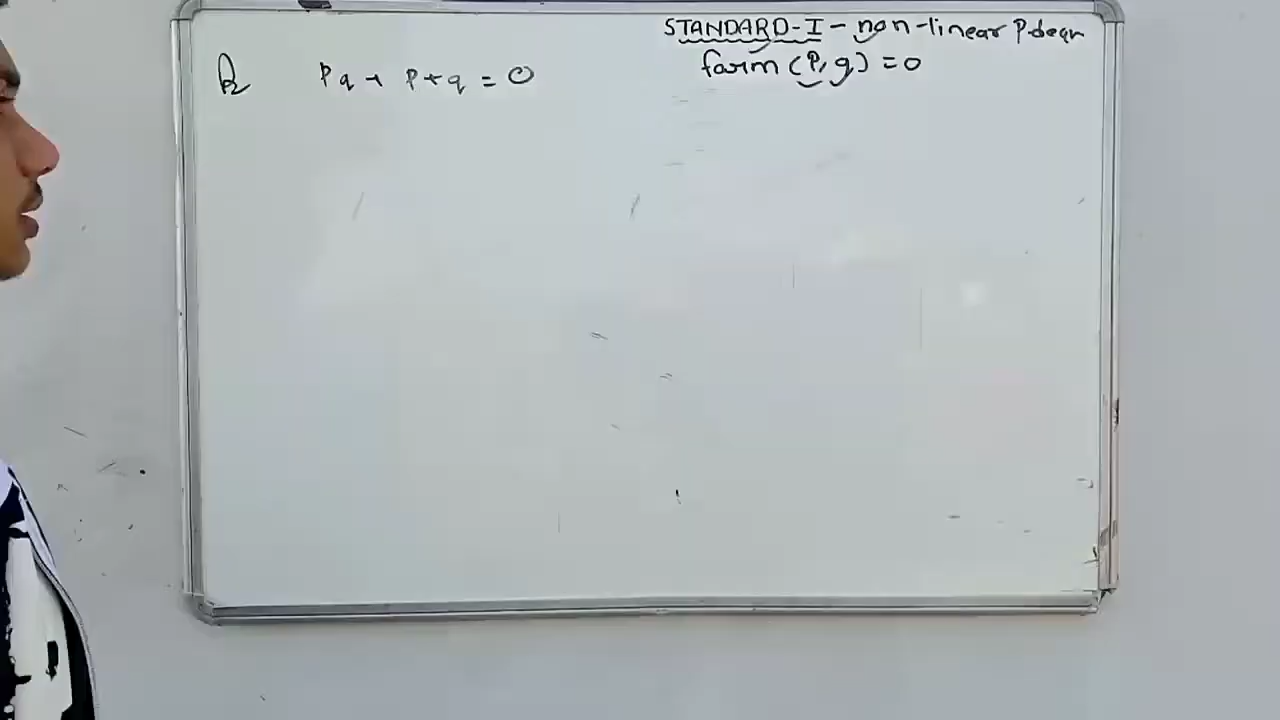 STANDARD-I - non-linear P.deqn
form (P, q) = 0
Q Pq + P + q = 0